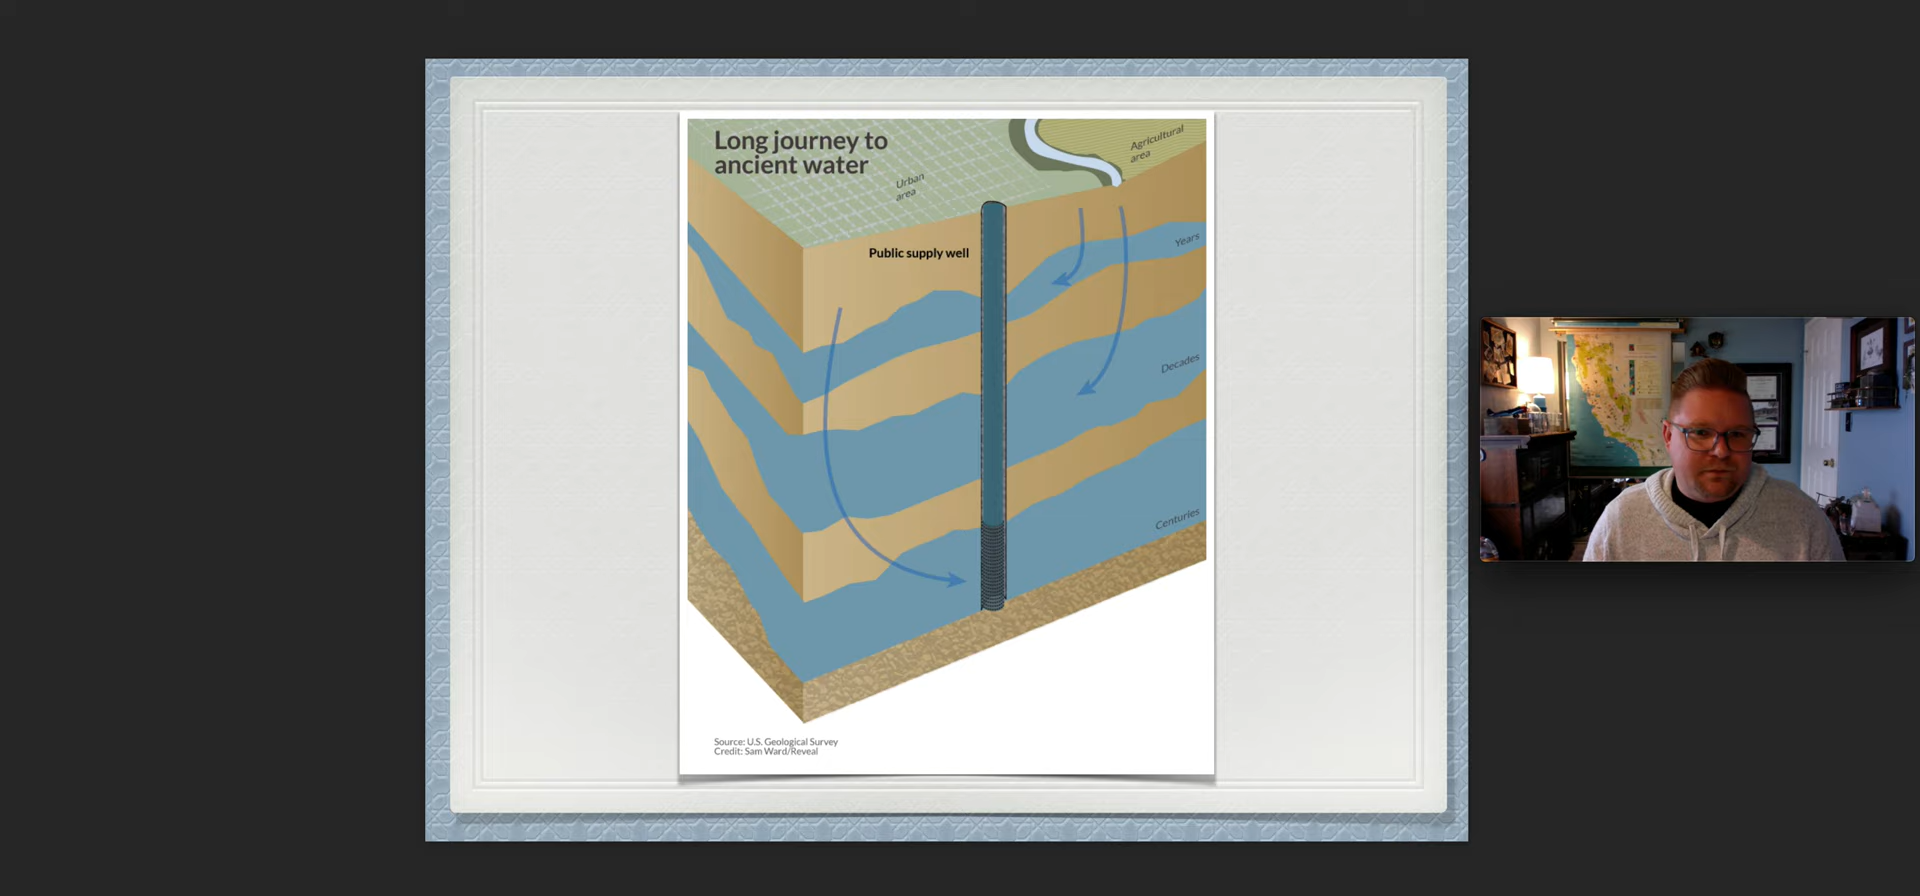 Long journey to
ancient water
Urban
area
Agricultural
area
Public supply well
Years
Decades
Centuries
Source: U.S. Geological Survey
Credit: Sam Ward/Reveal